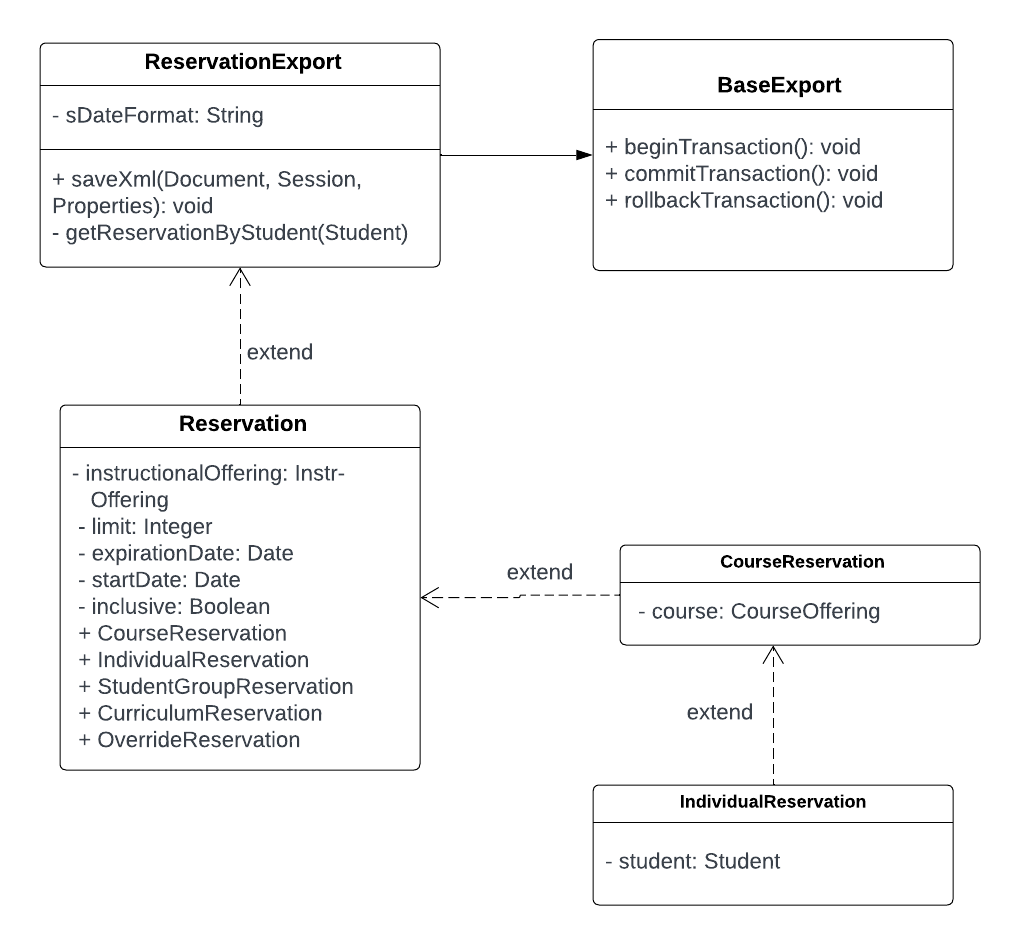 ReservationExport
- sDateFormat: String
+ saveXml(Document, Session,
Properties): void
- getReservationByStudent(Student)
BaseExport
+ beginTransaction(): void
+ commitTransaction(): void
+ rollbackTransaction(): void
extend
Reservation
- instructionalOffering: Instr-
Offering
- limit: Integer
- expirationDate: Date
- startDate: Date
- inclusive: Boolean
+ CourseReservation
+ IndividualReservation
+ StudentGroupReservation
+ CurriculumReservation
+ OverrideReservation
extend
CourseReservation
- course: CourseOffering
extend
IndividualReservation
- student: Student